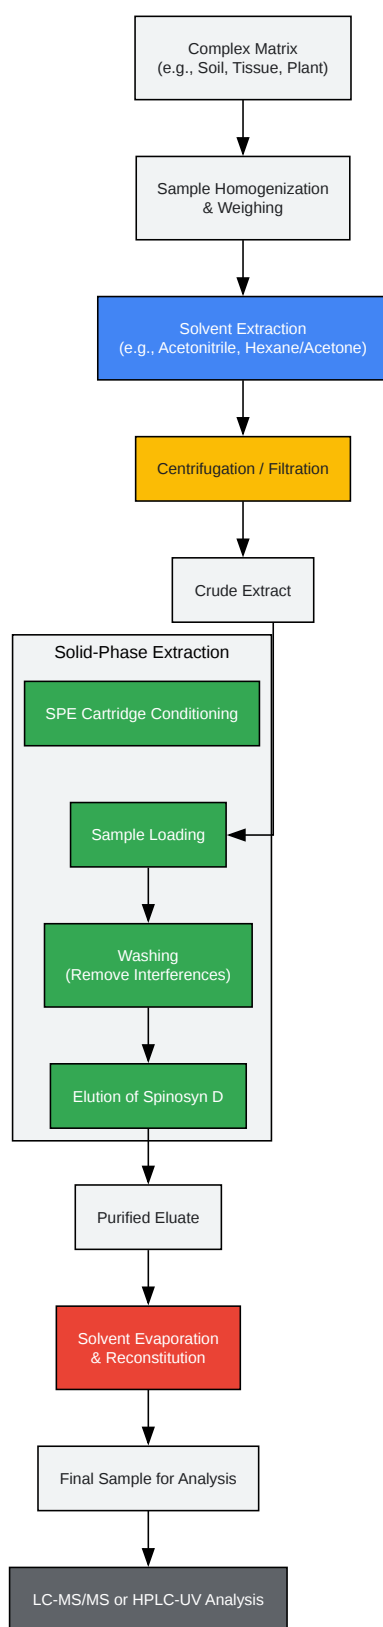 Complex Matrix
(e.g., Soil, Tissue, Plant)
Sample Homogenization
& Weighing
Solvent Extraction
(e.g., Acetonitrile, Hexane/Acetone)
Centrifugation / Filtration
Crude Extract
Solid-Phase Extraction
SPE Cartridge Conditioning
Sample Loading
Washing
(Remove Interferences)
Elution of Spinosyn D
Purified Eluate
Solvent Evaporation
& Reconstitution
Final Sample for Analysis
LC-MS/MS or HPLC-UV Analysis